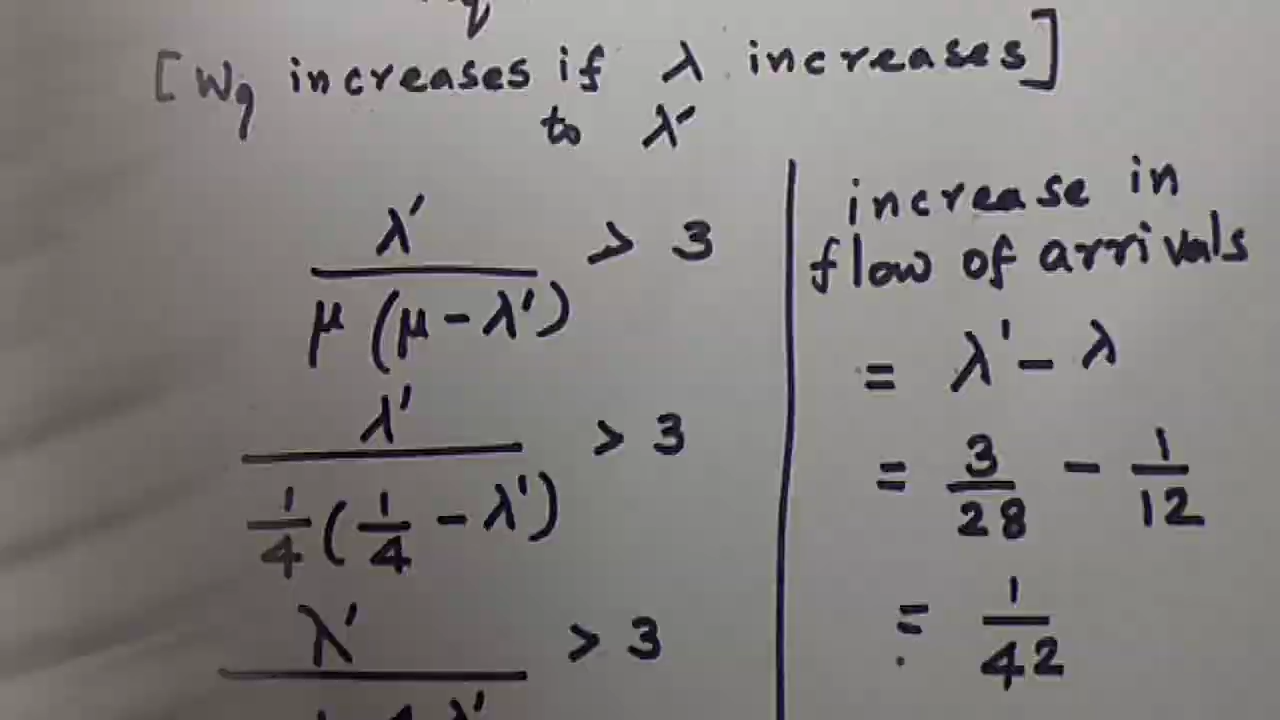 [Wq increases if λ increases]
to λ'
λ'
μ (μ - λ') > 3
λ'
1/4 (1/4 - λ') > 3
λ' > 3
increase in
flow of arrivals
= λ' - λ
= 3/28 - 1/12
= 1/42